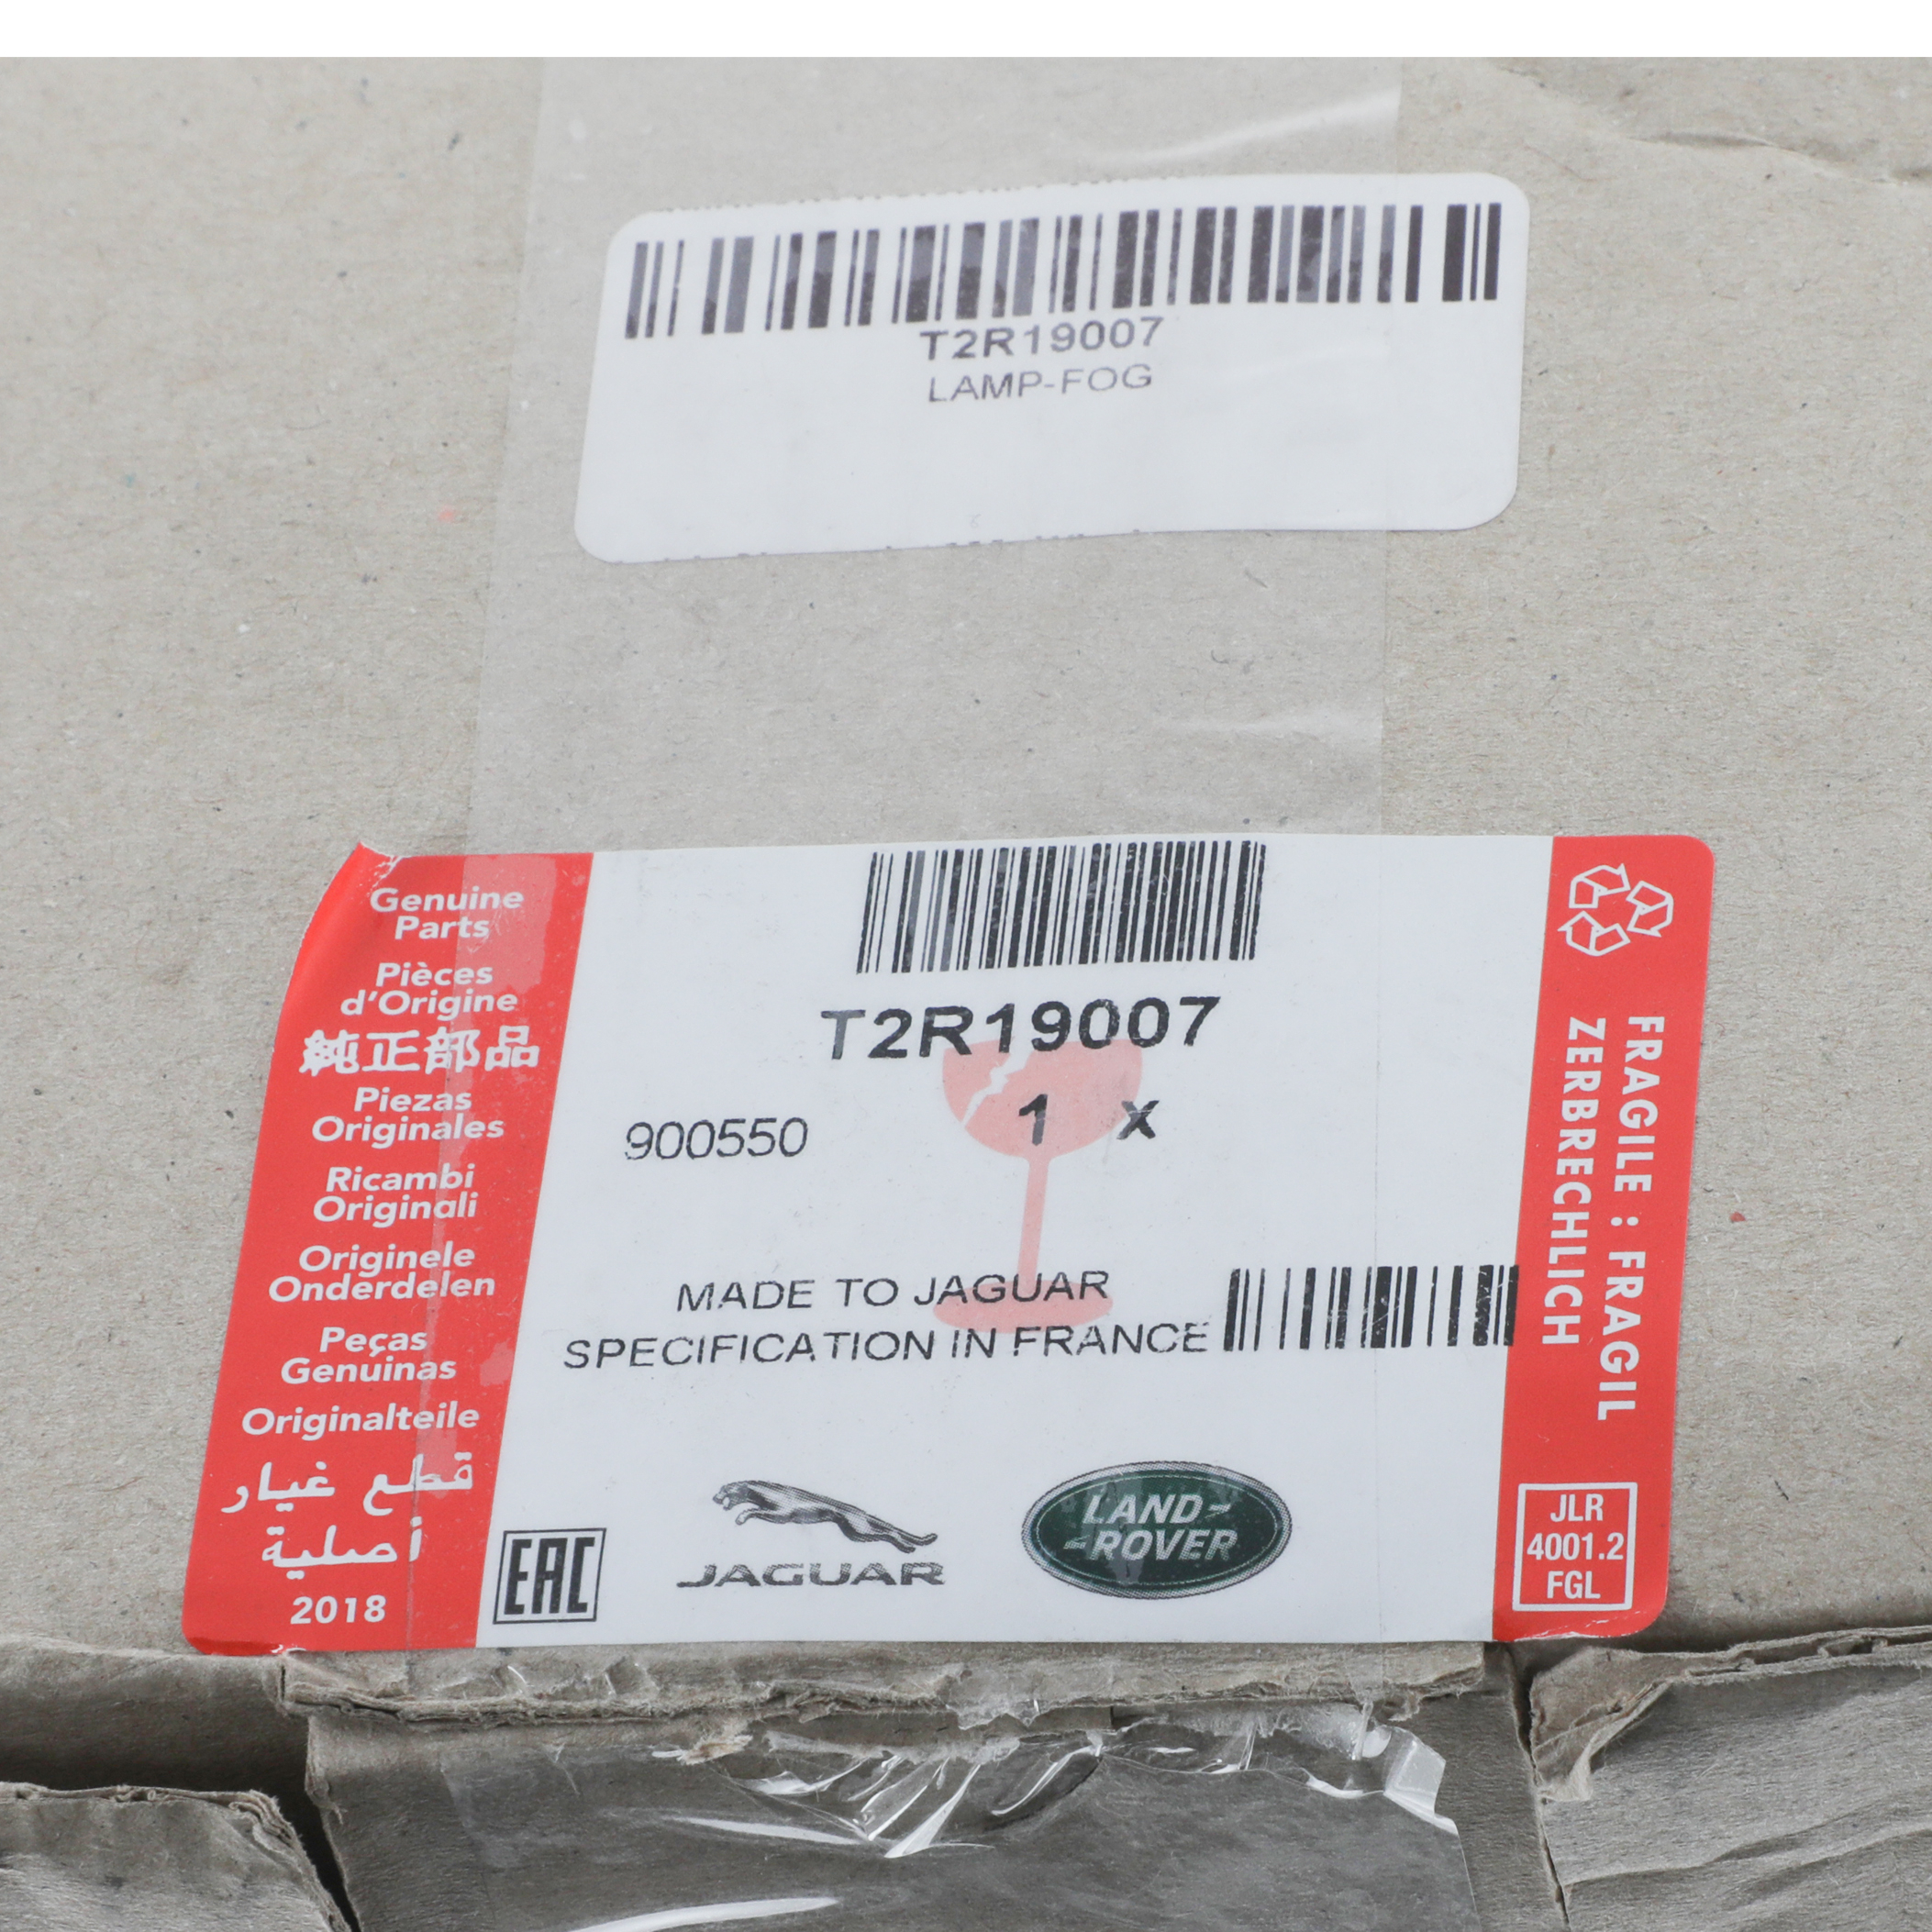 T2R19007
LAMP-FOG
Genuine
Parts
Pièces
d'Origine
純正部品
Piezas
Originales
Ricambi
Originali
Originele
Onderdelen
Peças
Genuinas
Originalteile
قطع غيار
أصلية
2018
T2R19007
1 X
900550
MADE TO JAGUAR
SPECIFICATION IN FRANCE
EAC
JAGUAR
LAND-
-ROVER
FRAGILE : FRAGIL
ZERBRECHLICH
JLR
4001.2
FGL